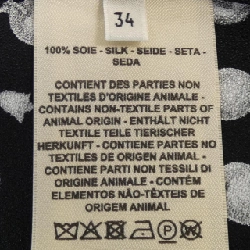 34
100% SOIE - SILK - SEIDE - SETA -
SEDA
CONTIENT DES PARTIES NON
TEXTILES D'ORIGINE ANIMALE -
CONTAINS NON-TEXTILE PARTS OF
ANIMAL ORIGIN - ENTHÄLT NICHT
TEXTILE TEILE TIERISCHER
HERKUNFT - CONTIENE PARTES NO
TEXTILES DE ORIGEN ANIMAL -
CONTIENE PARTI NON TESSILI DI
ORIGINE ANIMALE - CONTÉM
ELEMENTOS NÃO-TÊXTEIS DE
ORIGEM ANIMAL